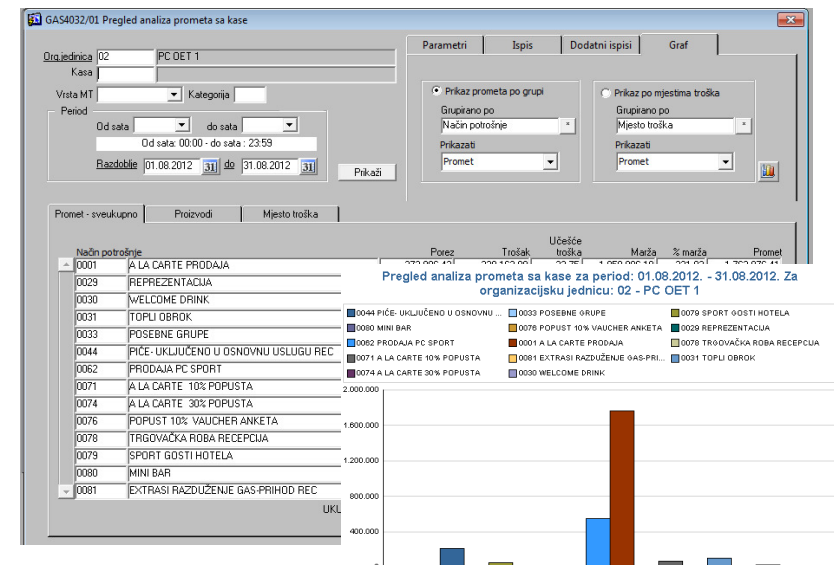 GAS4032/01 Pregled analiza prometa sa kase
Org.jedinica 02 PC OET 1
Kasa
Vrsta MT Kategorija
Period
Od sata do sata
Od sata: 00:00 - do sata : 23:59
Razdoblje 01.08.2012 31 do 31.08.2012 31
Prikaži
Parametri Ispis Dodatni ispisi Graf
Prikaz prometa po grupi
Grupirano po
Način potrošnje
Prikazati
Promet
Prikaz po mjestima troška
Grupirano po
Mjesto troška
Prikazati
Promet
Promet - sveukupno Proizvodi Mjesto troška
Način potrošnje Porez Trošak Učešće troška Marža % marža Promet
0001 A LA CARTE PRODAJA
0029 REPREZENTACIJA
0030 WELCOME DRINK
0031 TOPLI OBROK
0033 POSEBNE GRUPE
0044 PIĆE- UKLJUČENO U OSNOVNU USLUGU REC
0062 PRODAJA PC SPORT
0071 A LA CARTE 10% POPUSTA
0074 A LA CARTE 30% POPUSTA
0076 POPUST 10% VAUCHER ANKETA
0078 TRGOVAČKA ROBA RECEPCIJA
0079 SPORT GOSTI HOTELA
0080 MINI BAR
0081 EXTRASI RAZDUŽENJE GAS-PRIHOD REC
UKU
Pregled analiza prometa sa kase za period: 01.08.2012. - 31.08.2012. Za
organizacijsku jednicu: 02 - PC OET 1
0044 PIĆE- UKLJUČENO U OSNOVNU ... 0033 POSEBNE GRUPE 0079 SPORT GOSTI HOTELA
0080 MINI BAR 0076 POPUST 10% VAUCHER ANKETA 0029 REPREZENTACIJA
0062 PRODAJA PC SPORT 0001 A LA CARTE PRODAJA 0078 TRGOVAČKA ROBA RECEPCIJA
0071 A LA CARTE 10% POPUSTA 0081 EXTRASI RAZDUŽENJE GAS-PRI... 0031 TOPLI OBROK
0074 A LA CARTE 30% POPUSTA 0030 WELCOME DRINK
2.000.000
1.600.000
1.200.000
800.000
400.000